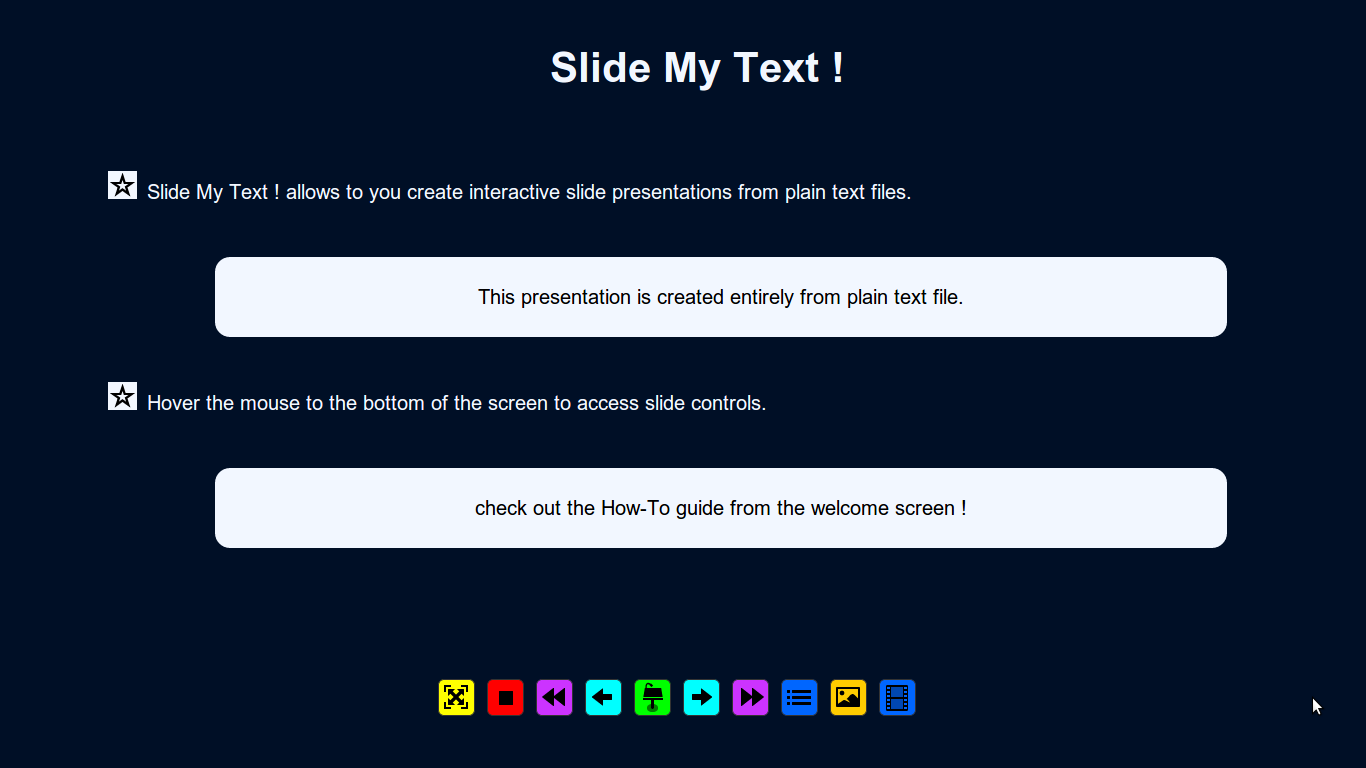 Slide My Text !
Slide My Text ! allows to you create interactive slide presentations from plain text files.
This presentation is created entirely from plain text file.
Hover the mouse to the bottom of the screen to access slide controls.
check out the How-To guide from the welcome screen !